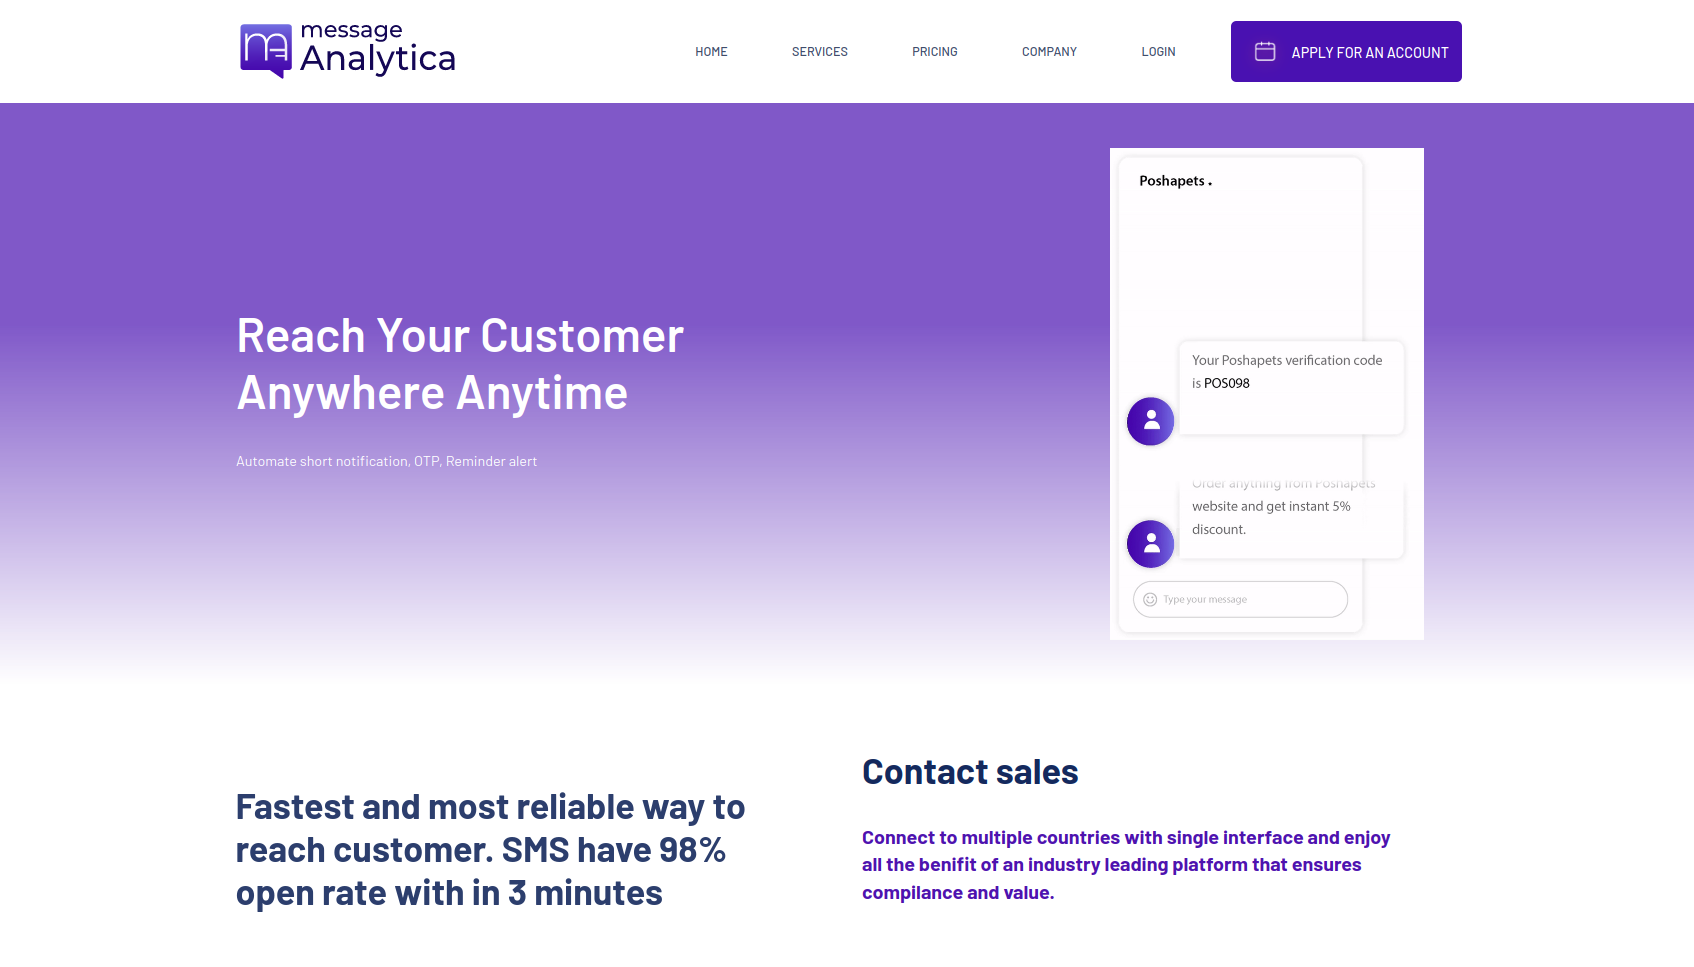 message
Analytica
HOME
SERVICES
PRICING
COMPANY
LOGIN
APPLY FOR AN ACCOUNT
Reach Your Customer
Anywhere Anytime
Automate short notification, OTP, Reminder alert
Poshapets .
Your Poshapets verification code
is POS098
Order anything from Poshapets
website and get instant 5%
discount.
Type your message
Fastest and most reliable way to
reach customer. SMS have 98%
open rate with in 3 minutes
Contact sales
Connect to multiple countries with single interface and enjoy
all the benifit of an industry leading platform that ensures
compilance and value.